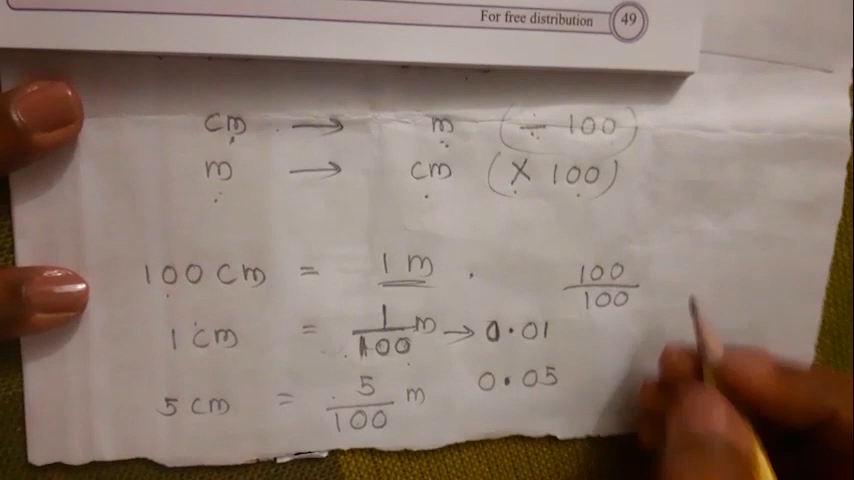 For free distribution 49
cm → m (÷ 100)
m → cm (× 100)
100 cm = 1 m . 100/100
1 cm = 1/100 m → 0.01
5 cm = 5/100 m 0.05